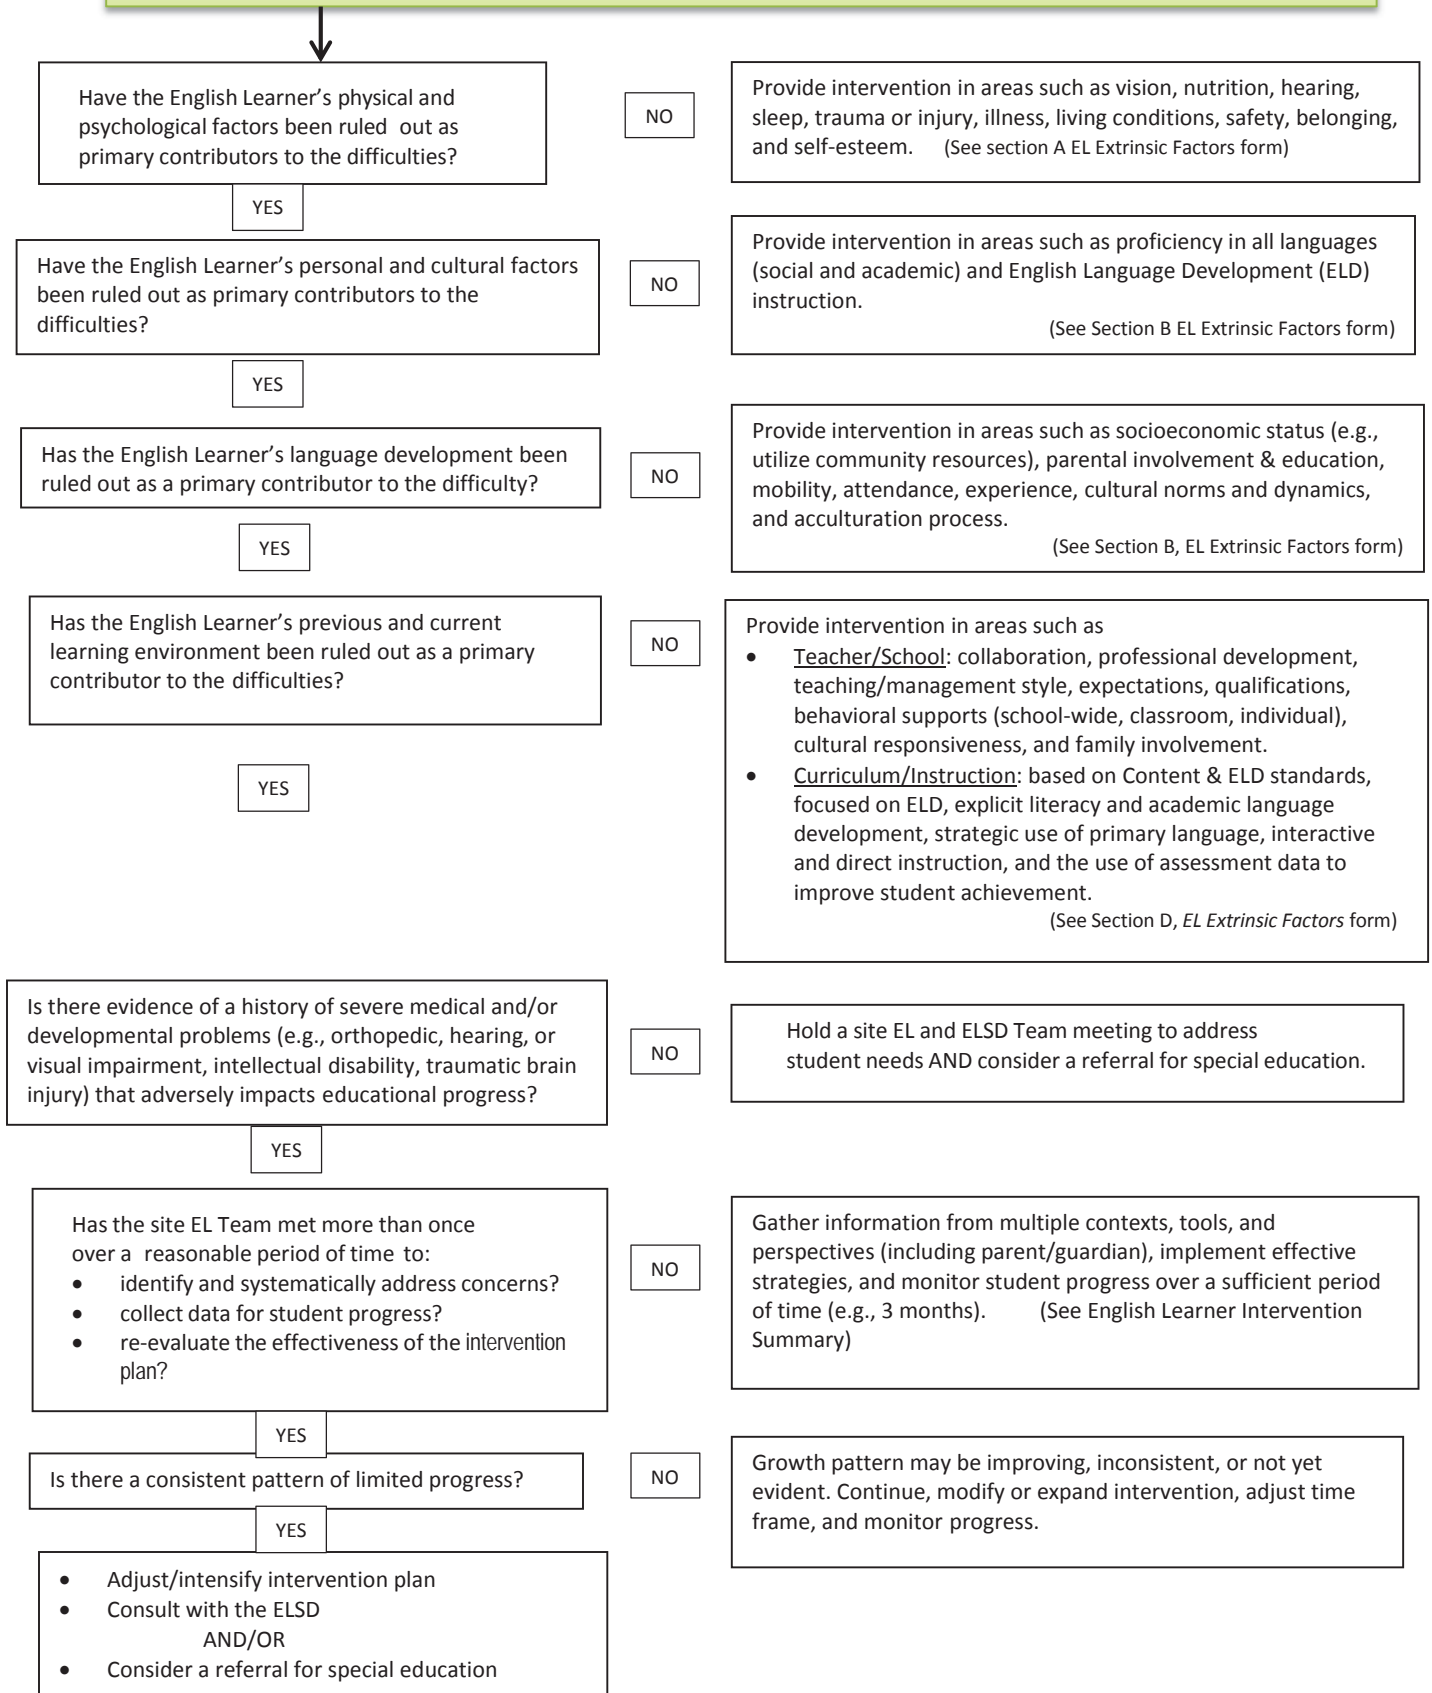 Have the English Learner’s physical and
psychological factors been ruled out as
primary contributors to the difficulties?
NO
Provide intervention in areas such as vision, nutrition, hearing,
sleep, trauma or injury, illness, living conditions, safety, belonging,
and self-esteem. (See section A EL Extrinsic Factors form)
YES
Have the English Learner’s personal and cultural factors
been ruled out as primary contributors to the
difficulties?
NO
Provide intervention in areas such as proficiency in all languages
(social and academic) and English Language Development (ELD)
instruction.
(See Section B EL Extrinsic Factors form)
YES
Has the English Learner’s language development been
ruled out as a primary contributor to the difficulty?
NO
Provide intervention in areas such as socioeconomic status (e.g.,
utilize community resources), parental involvement & education,
mobility, attendance, experience, cultural norms and dynamics,
and acculturation process.
(See Section B, EL Extrinsic Factors form)
YES
Has the English Learner’s previous and current
learning environment been ruled out as a primary
contributor to the difficulties?
NO
Provide intervention in areas such as
• Teacher/School: collaboration, professional development,
teaching/management style, expectations, qualifications,
behavioral supports (school-wide, classroom, individual),
cultural responsiveness, and family involvement.
• Curriculum/Instruction: based on Content & ELD standards,
focused on ELD, explicit literacy and academic language
development, strategic use of primary language, interactive
and direct instruction, and the use of assessment data to
improve student achievement.
(See Section D, EL Extrinsic Factors form)
YES
Is there evidence of a history of severe medical and/or
developmental problems (e.g., orthopedic, hearing, or
visual impairment, intellectual disability, traumatic brain
injury) that adversely impacts educational progress?
NO
Hold a site EL and ELSD Team meeting to address
student needs AND consider a referral for special education.
YES
Has the site EL Team met more than once
over a reasonable period of time to:
• identify and systematically address concerns?
• collect data for student progress?
• re-evaluate the effectiveness of the intervention
plan?
NO
Gather information from multiple contexts, tools, and
perspectives (including parent/guardian), implement effective
strategies, and monitor student progress over a sufficient period
of time (e.g., 3 months). (See English Learner Intervention
Summary)
YES
Is there a consistent pattern of limited progress?
NO
Growth pattern may be improving, inconsistent, or not yet
evident. Continue, modify or expand intervention, adjust time
frame, and monitor progress.
YES
• Adjust/intensify intervention plan
• Consult with the ELSD
AND/OR
• Consider a referral for special education